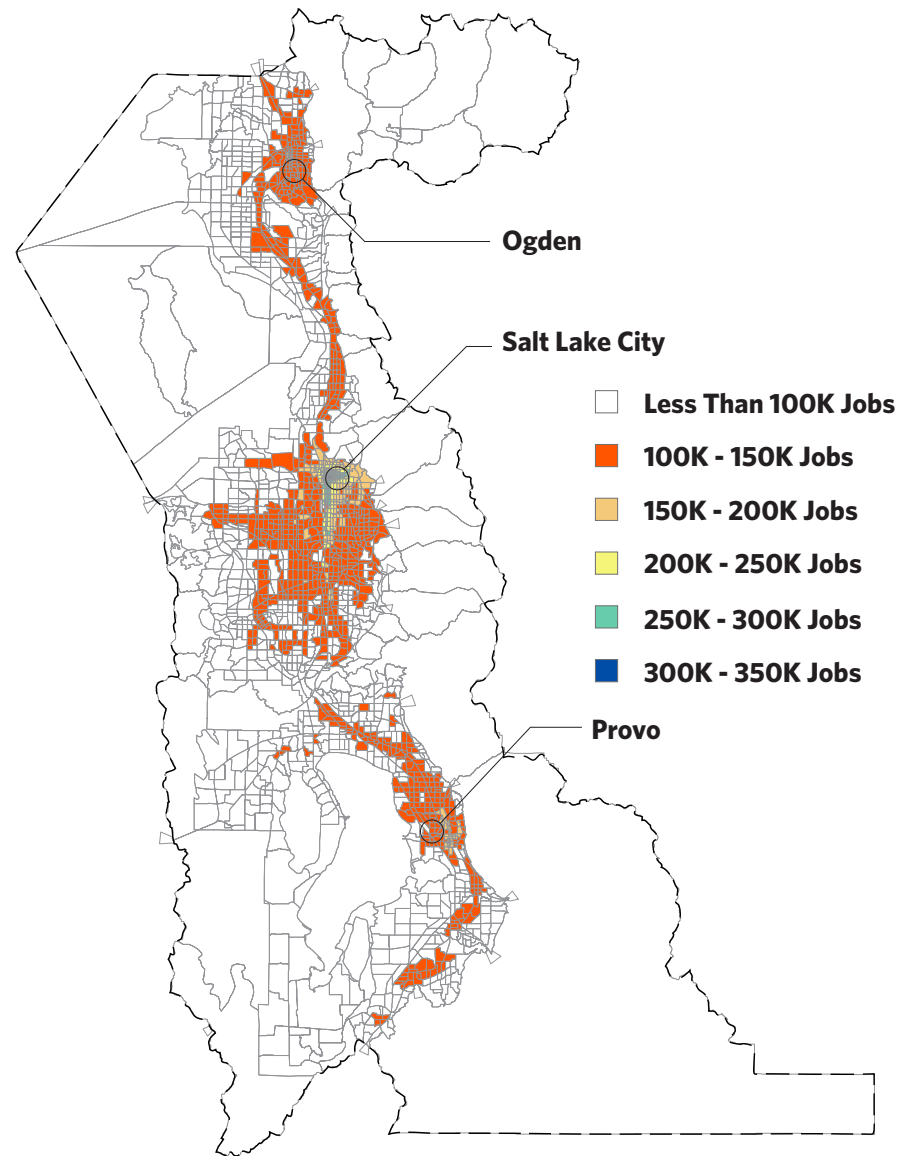 Ogden
Salt Lake City
Less Than 100K Jobs
100K - 150K Jobs
150K - 200K Jobs
200K - 250K Jobs
250K - 300K Jobs
300K - 350K Jobs
Provo